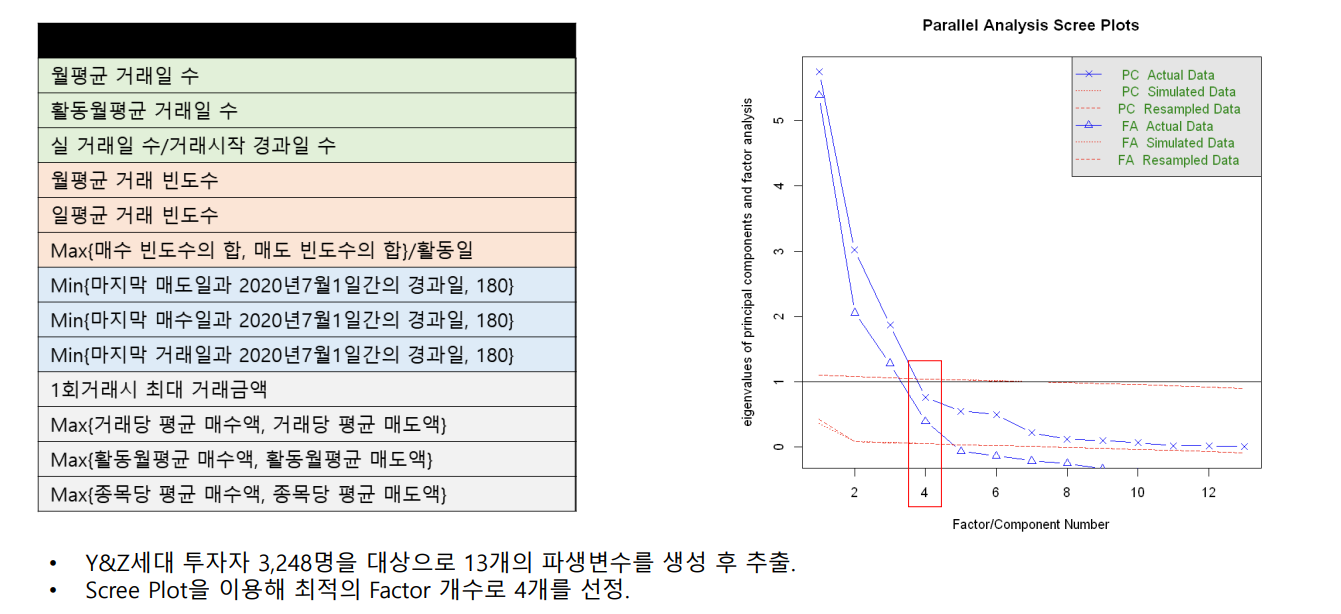 월평균 거래일 수
활동월평균 거래일 수
실 거래일 수/거래시작 경과일 수
월평균 거래 빈도수
일평균 거래 빈도수
Max{매수 빈도수의 합, 매도 빈도수의 합}/활동일
Min{마지막 매도일과 2020년7월1일간의 경과일, 180}
Min{마지막 매수일과 2020년7월1일간의 경과일, 180}
Min{마지막 거래일과 2020년7월1일간의 경과일, 180}
1회거래시 최대 거래금액
Max{거래당 평균 매수액, 거래당 평균 매도액}
Max{활동월평균 매수액, 활동월평균 매도액}
Max{종목당 평균 매수액, 종목당 평균 매도액}
Parallel Analysis Scree Plots
eigenvalues of principal components and factor analysis
5
4
3
2
1
0
PC Actual Data
PC Simulated Data
PC Resampled Data
FA Actual Data
FA Simulated Data
FA Resampled Data
2 4 6 8 10 12
Factor/Component Number
• Y&Z세대 투자자 3,248명을 대상으로 13개의 파생변수를 생성 후 추출.
• Scree Plot을 이용해 최적의 Factor 개수로 4개를 선정.